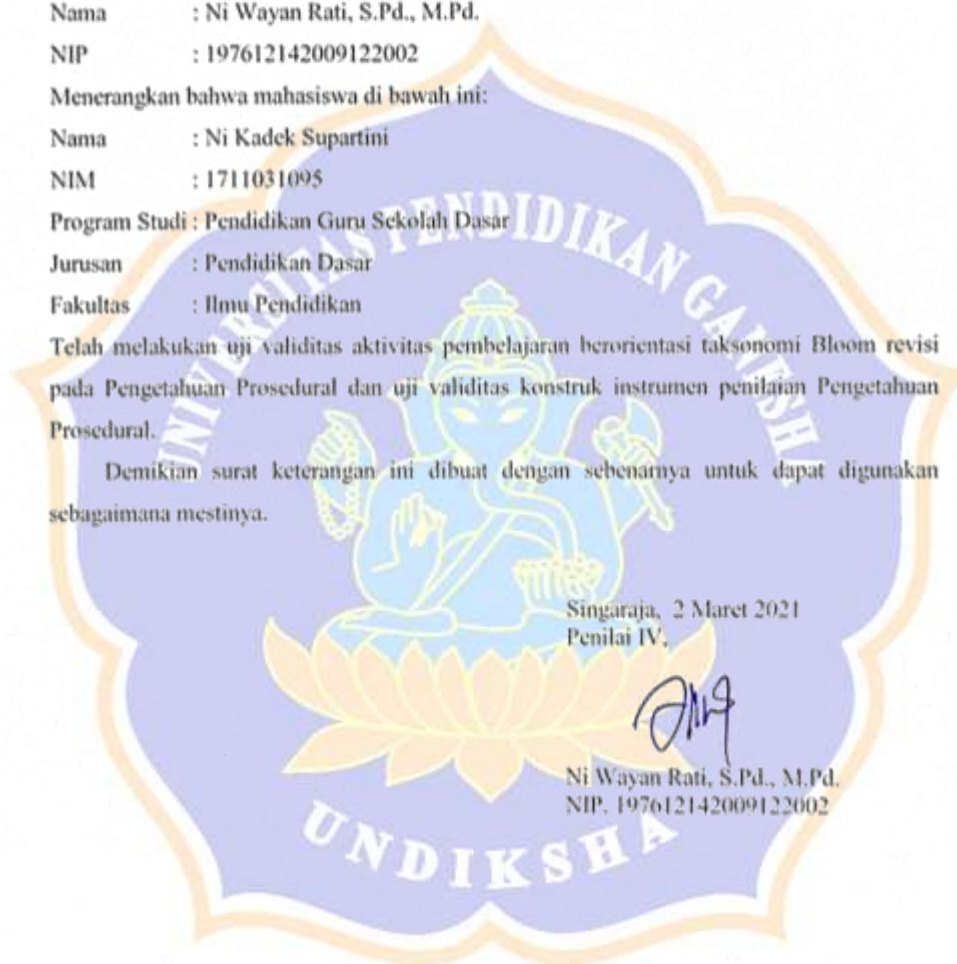 Nama : Ni Wayan Rati, S.Pd., M.Pd.
NIP : 197612142009122002
Menerangkan bahwa mahasiswa di bawah ini:
Nama : Ni Kadek Supartini
NIM : 1711031095
Program Studi : Pendidikan Guru Sekolah Dasar
Jurusan : Pendidikan Dasar
Fakultas : Ilmu Pendidikan
Telah melakukan uji validitas aktivitas pembelajaran berorientasi taksonomi Bloom revisi
pada Pengetahuan Prosedural dan uji validitas konstruk instrumen penilaian Pengetahuan
Prosedural.
Demikian surat keterangan ini dibuat dengan sebenarnya untuk dapat digunakan
sebagaimana mestinya.
Singaraja, 2 Maret 2021
Penilai IV,
Ni Wayan Rati, S.Pd., M.Pd.
NIP. 197612142009122002
UNIVERSITAS PENDIDIKAN GANESHA
UNDIKSHA